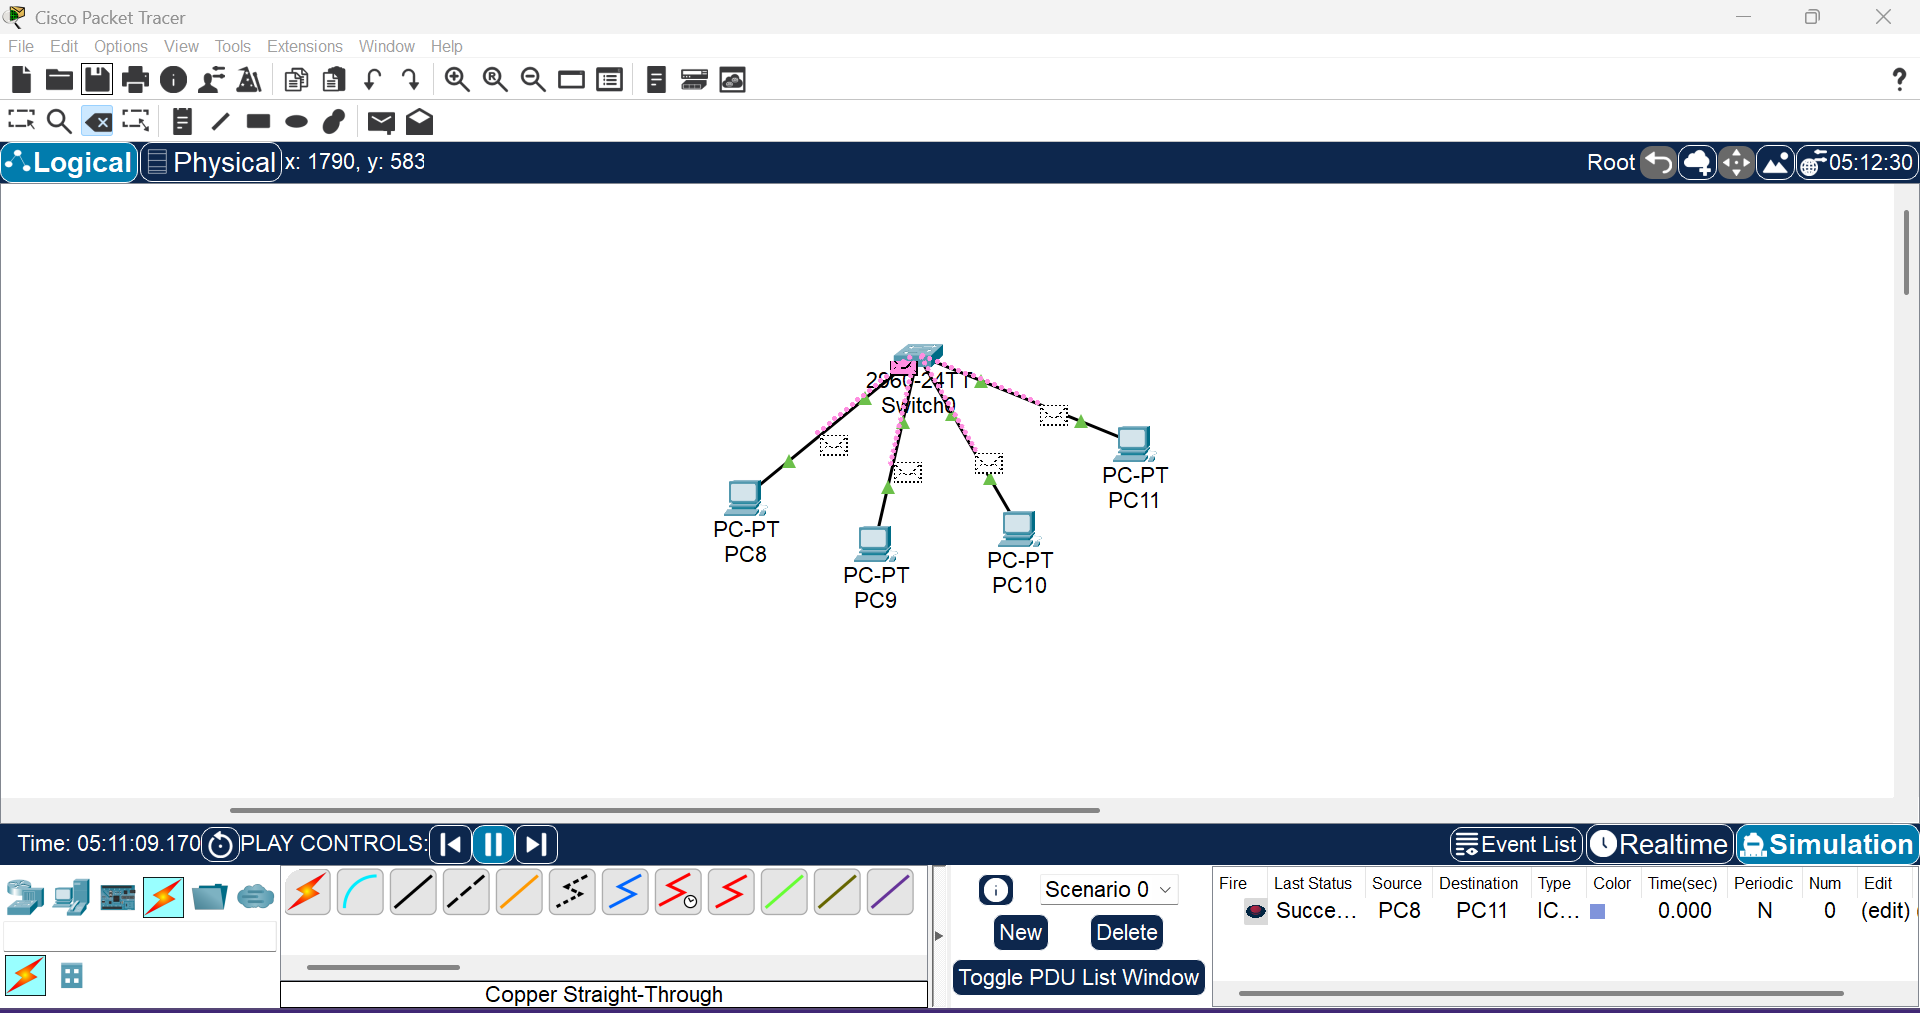 Cisco Packet Tracer
File Edit Options View Tools Extensions Window Help
Logical Physical x: 1790, y: 583 Root 05:12:30
2960-24TT
Switch0
PC-PT
PC11
PC-PT
PC8
PC-PT
PC10
PC-PT
PC9
Time: 05:11:09.170 PLAY CONTROLS: Event List Realtime Simulation
Scenario 0
New Delete
Toggle PDU List Window
Fire Last Status Source Destination Type Color Time(sec) Periodic Num Edit
Succe... PC8 PC11 IC... 0.000 N 0 (edit)
Copper Straight-Through